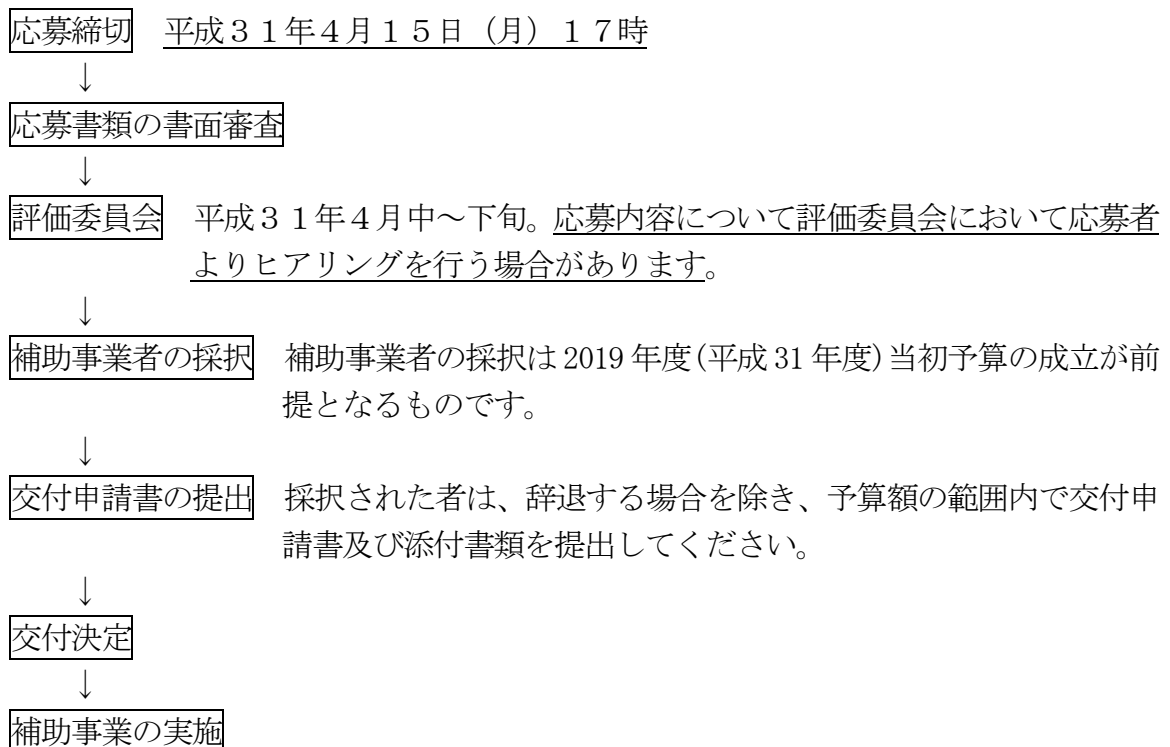 応募締切　平成３１年４月１５日（月）１７時
↓
応募書類の書面審査
↓
評価委員会　平成３１年４月中～下旬。応募内容について評価委員会において応募者
よりヒアリングを行う場合があります。
↓
補助事業者の採択　補助事業者の採択は2019年度(平成31年度)当初予算の成立が前
提となるものです。
↓
交付申請書の提出　採択された者は、辞退する場合を除き、予算額の範囲内で交付申
請書及び添付書類を提出してください。
↓
交付決定
↓
補助事業の実施